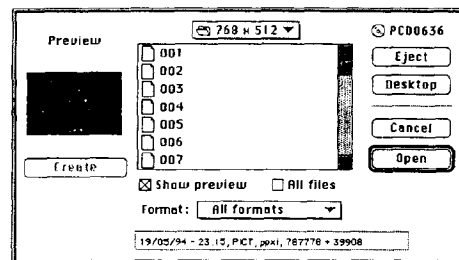 Preview
768 x 512
PCD0636
001
002
003
004
005
006
007
Eject
Desktop
Cancel
Open
Create
Show preview
All files
Format: All formats
19/05/94 - 23.15, PICT, ppxi, 787778 + 39908